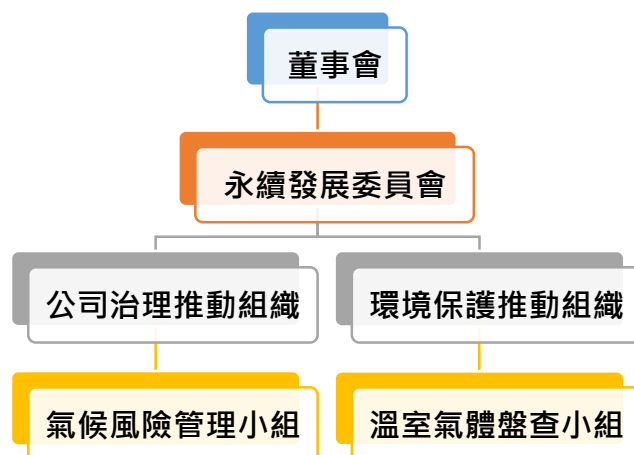 董事會
永續發展委員會
公司治理推動組織
環境保護推動組織
氣候風險管理小組
溫室氣體盤查小組